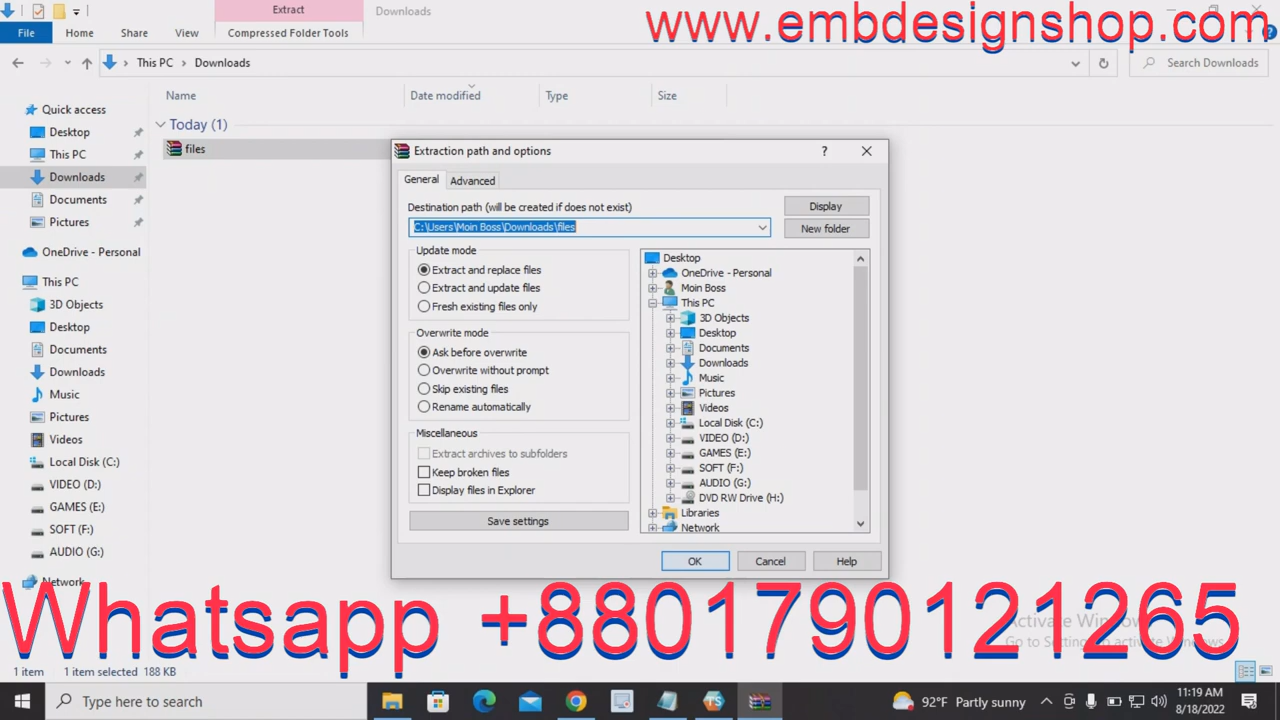 Extract
Downloads
www.embdesignshop.com
File
Home
Share
View
Compressed Folder Tools
This PC
Downloads
Search Downloads
Name
Date modified
Type
Size
Quick access
Desktop
This PC
Downloads
Documents
Pictures
OneDrive - Personal
This PC
3D Objects
Desktop
Documents
Downloads
Music
Pictures
Videos
Local Disk (C:)
VIDEO (D:)
GAMES (E:)
SOFT (F:)
AUDIO (G:)
Network
Today (1)
files
Extraction path and options
?
General
Advanced
Destination path (will be created if does not exist)
C:\Users\Moin Boss\Downloads\files
Display
New folder
Update mode
Extract and replace files
Extract and update files
Fresh existing files only
Overwrite mode
Ask before overwrite
Overwrite without prompt
Skip existing files
Rename automatically
Miscellaneous
Extract archives to subfolders
Keep broken files
Display files in Explorer
Save settings
Desktop
OneDrive - Personal
Moin Boss
This PC
3D Objects
Desktop
Documents
Downloads
Music
Pictures
Videos
Local Disk (C:)
VIDEO (D:)
GAMES (E:)
SOFT (F:)
AUDIO (G:)
DVD RW Drive (H:)
Libraries
Network
OK
Cancel
Help
Whatsapp +8801790121265
Activate Windows
Go to Settings to activate Windows.
1 item
1 item selected 188 KB
Type here to search
92°F Partly sunny
11:19 AM
8/18/2022